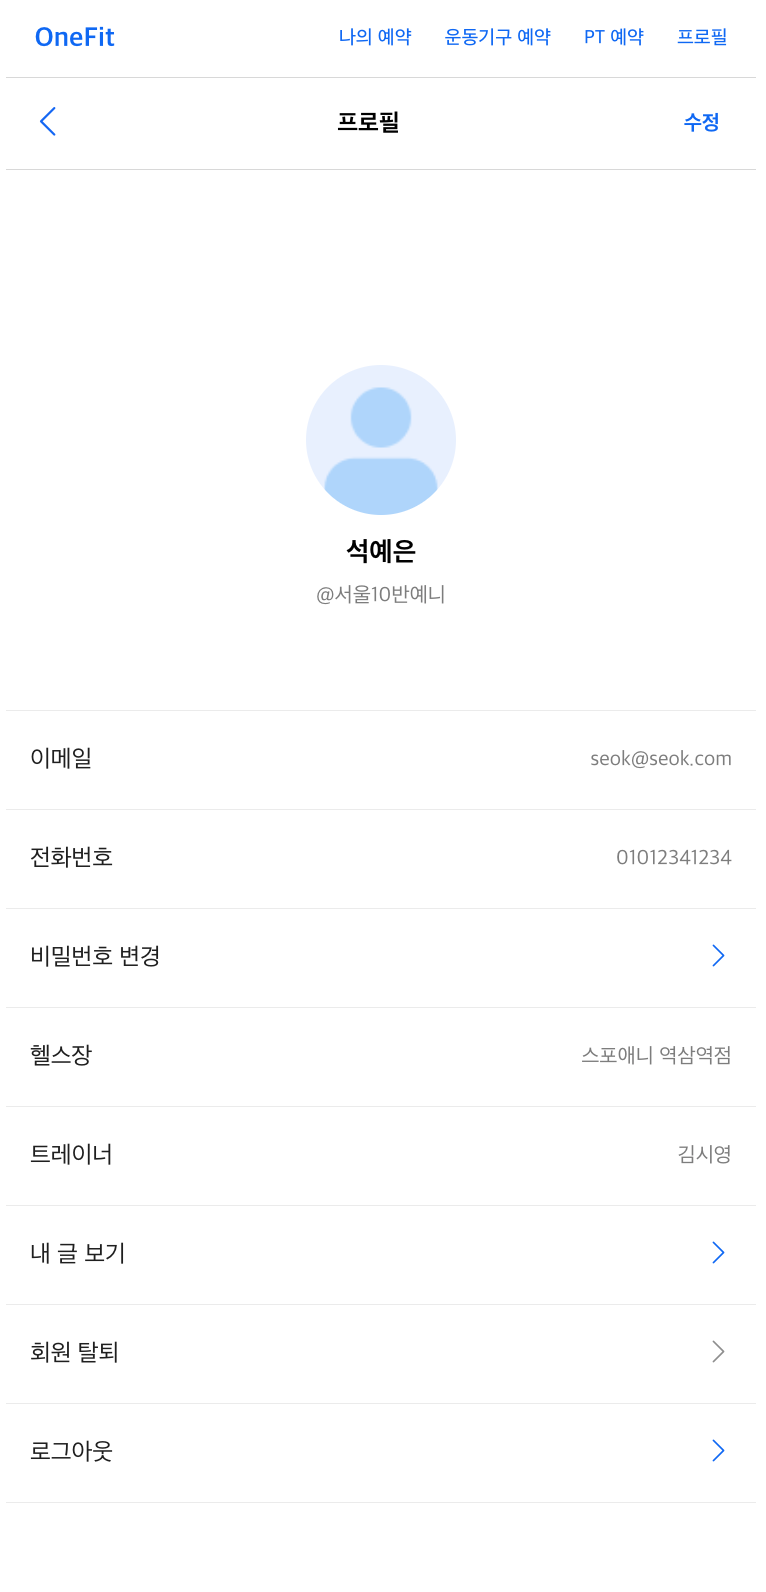 OneFit 나의 예약 운동기구 예약 PT 예약 프로필
프로필 수정
석예은
@서울10반예니
이메일 seok@seok.com
전화번호 01012341234
비밀번호 변경
헬스장 스포애니 역삼역점
트레이너 김시영
내 글 보기
회원 탈퇴
로그아웃